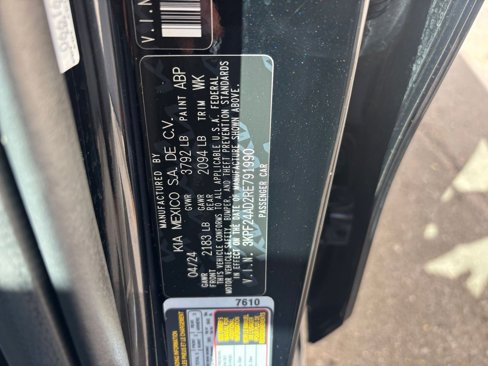 V.I.N
MANUFACTURED BY
KIA MEXICO S.A. DE C.V.
04/24 GVWR 3792 LB PAINT ABP
GAWR FRONT 2183 LB GAWR REAR 2094 LB TRIM WK
THIS VEHICLE CONFORMS TO ALL APPLICABLE U.S.A. FEDERAL
MOTOR VEHICLE SAFETY, BUMPER, AND THEFT PREVENTION STANDARDS
IN EFFECT ON THE DATE OF MANUFACTURE SHOWN ABOVE.
V.I.N. 3KPF24AD2RE791990
PASSENGER CAR
7610